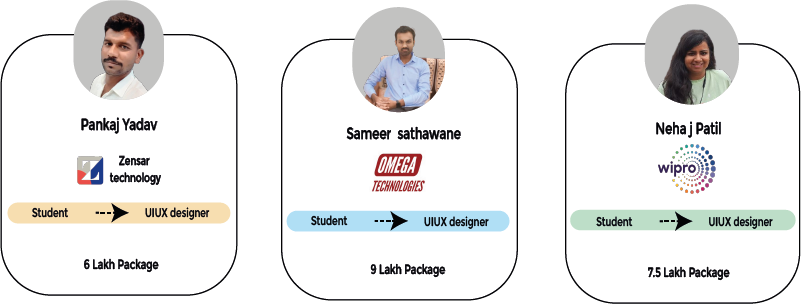 Pankaj Yadav
Zensar
technology
Student
UIUX designer
6 Lakh Package
Sameer sathawane
OMEGA
TECHNOLOGIES
Student
UIUX designer
9 Lakh Package
Neha j Patil
wipro
Student
UIUX designer
7.5 Lakh Package